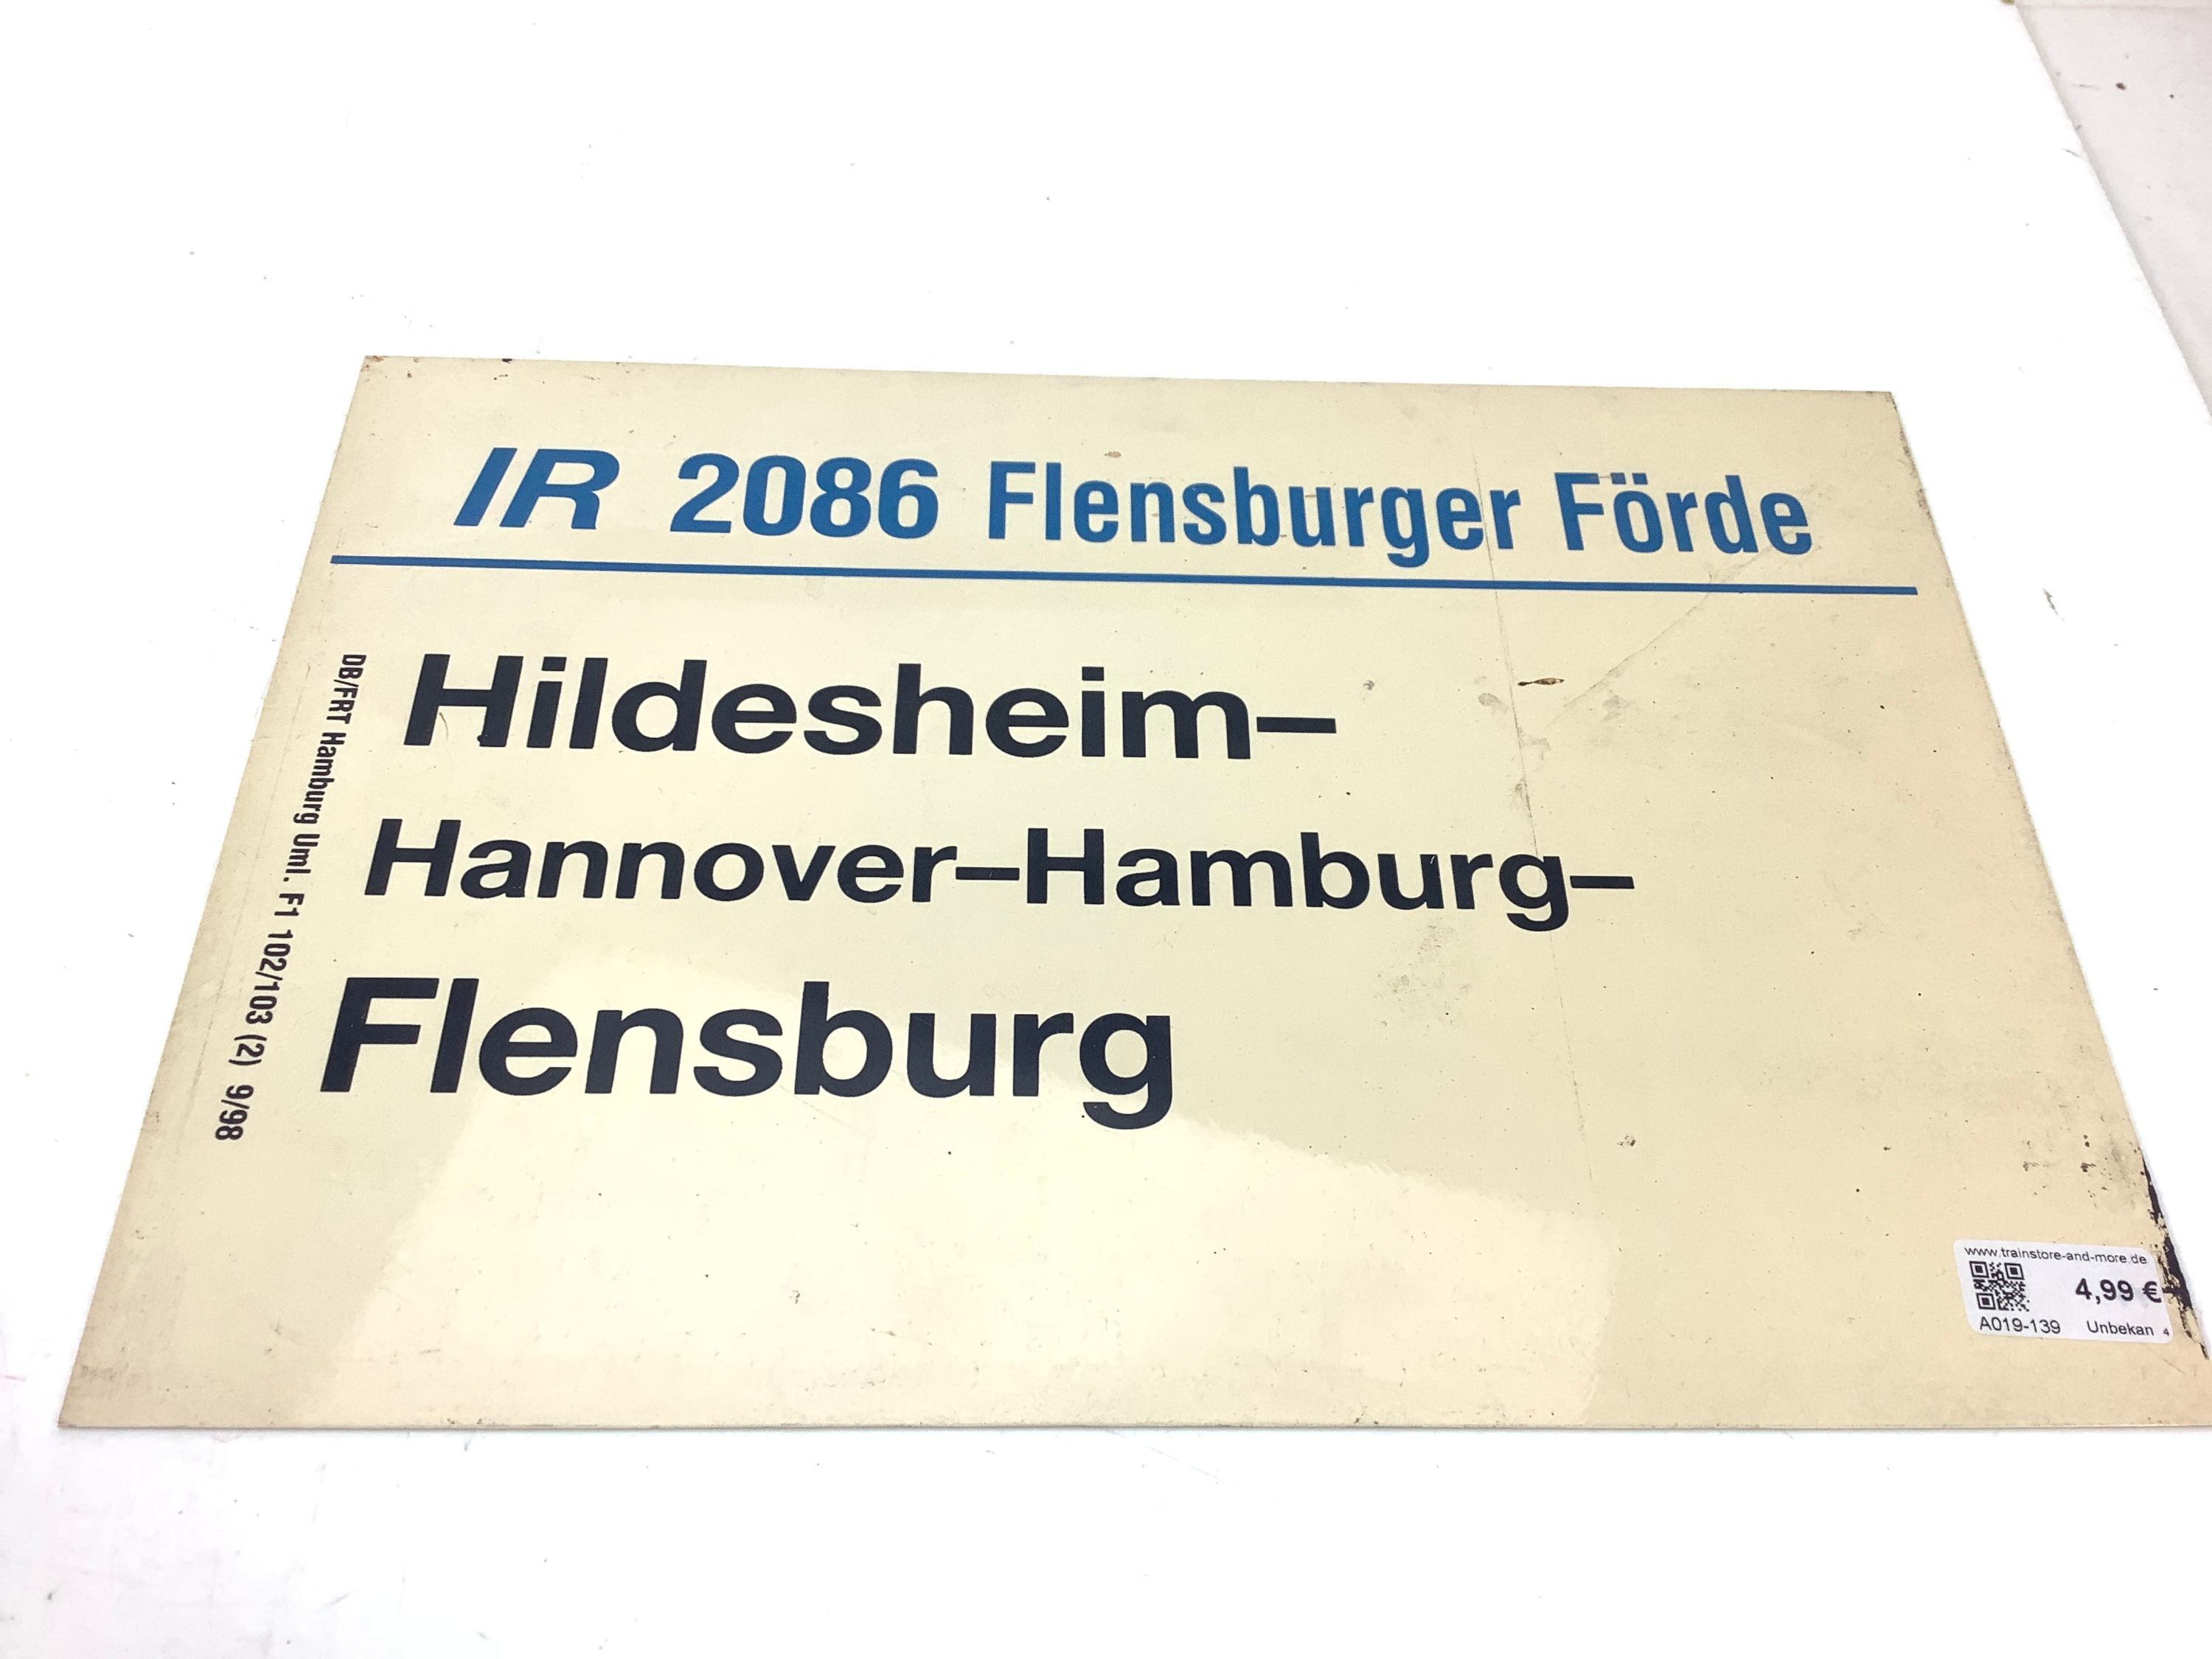 IR 2086 Flensburger Förde
Hildesheim–
Hannover–Hamburg–
Flensburg
DB/FRT Hamburg Uml. F1 102/103 (2) 9/98
www.trainstore-and-more.de
4,99 €
A019-139 Unbekan 4